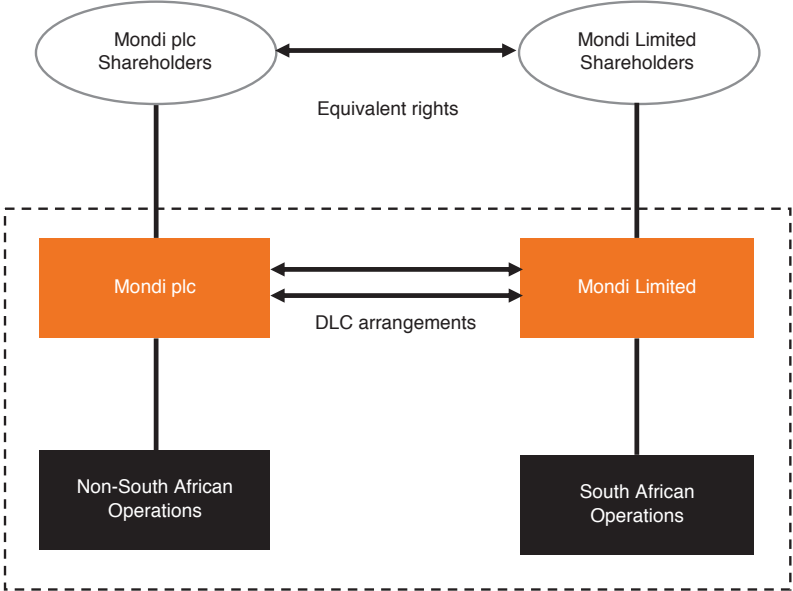 Mondi plc
Shareholders
Mondi Limited
Shareholders
Equivalent rights
Mondi plc
Mondi Limited
DLC arrangements
Non-South African
Operations
South African
Operations